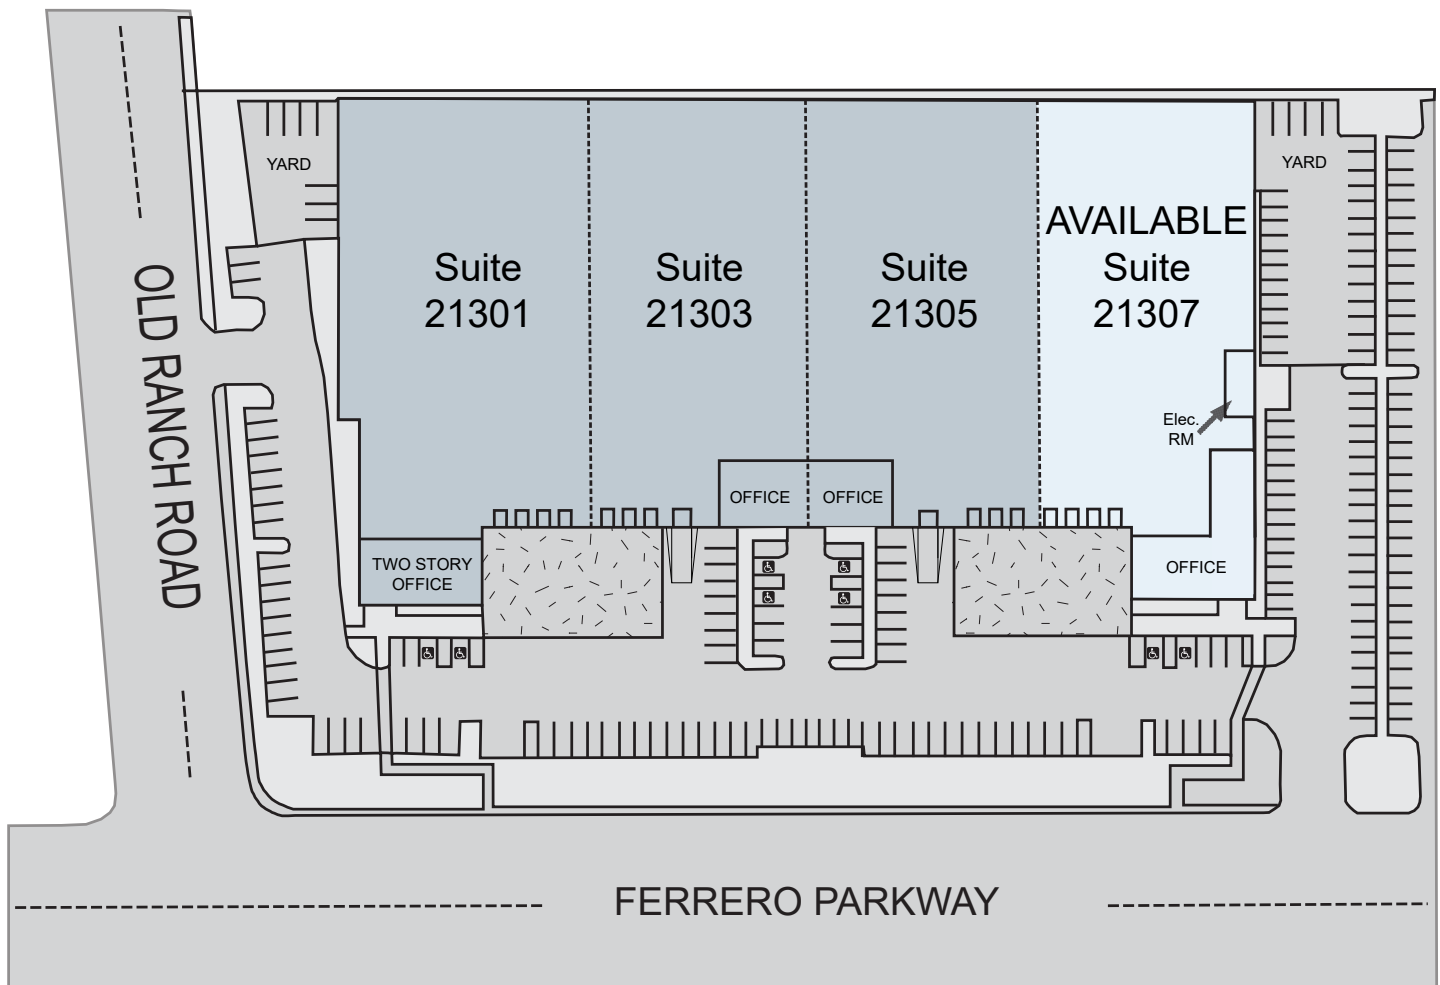 YARD
YARD
AVAILABLE
Suite
21301
Suite
21303
Suite
21305
Suite
21307
OLD RANCH ROAD
Elec.
RM
OFFICE
OFFICE
TWO STORY
OFFICE
OFFICE
FERRERO PARKWAY